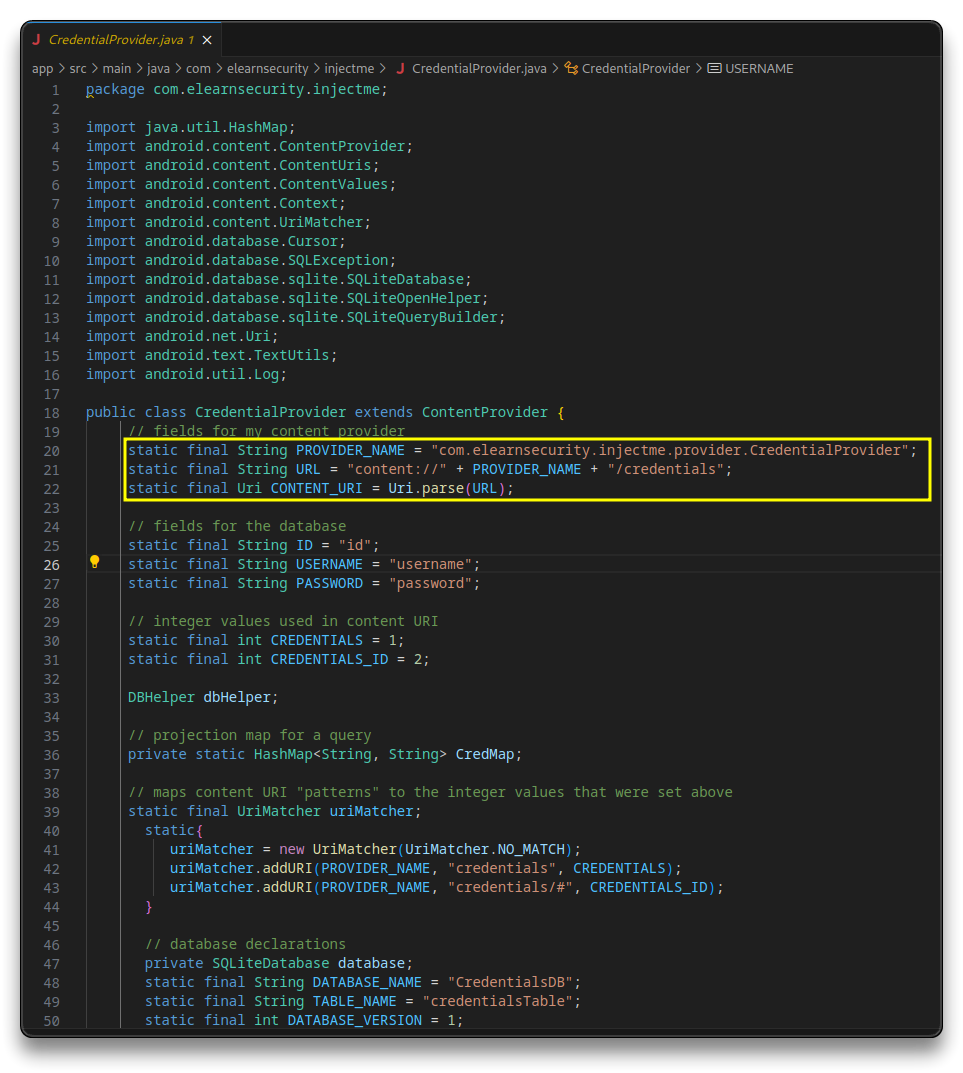 J CredentialProvider.java 1 ×
app > src > main > java > com > elearnsecurity > injectme > J CredentialProvider.java > CredentialProvider > USERNAME
1 package com.elearnsecurity.injectme;
2
3 import java.util.HashMap;
4 import android.content.ContentProvider;
5 import android.content.ContentUris;
6 import android.content.ContentValues;
7 import android.content.Context;
8 import android.content.UriMatcher;
9 import android.database.Cursor;
10 import android.database.SQLException;
11 import android.database.sqlite.SQLiteDatabase;
12 import android.database.sqlite.SQLiteOpenHelper;
13 import android.database.sqlite.SQLiteQueryBuilder;
14 import android.net.Uri;
15 import android.text.TextUtils;
16 import android.util.Log;
17
18 public class CredentialProvider extends ContentProvider {
19 // fields for my content provider
20 static final String PROVIDER_NAME = "com.elearnsecurity.injectme.provider.CredentialProvider";
21 static final String URL = "content://" + PROVIDER_NAME + "/credentials";
22 static final Uri CONTENT_URI = Uri.parse(URL);
23
24 // fields for the database
25 static final String ID = "id";
26 static final String USERNAME = "username";
27 static final String PASSWORD = "password";
28
29 // integer values used in content URI
30 static final int CREDENTIALS = 1;
31 static final int CREDENTIALS_ID = 2;
32
33 DBHelper dbHelper;
34
35 // projection map for a query
36 private static HashMap<String, String> CredMap;
37
38 // maps content URI "patterns" to the integer values that were set above
39 static final UriMatcher uriMatcher;
40 static{
41 uriMatcher = new UriMatcher(UriMatcher.NO_MATCH);
42 uriMatcher.addURI(PROVIDER_NAME, "credentials", CREDENTIALS);
43 uriMatcher.addURI(PROVIDER_NAME, "credentials/#", CREDENTIALS_ID);
44 }
45
46 // database declarations
47 private SQLiteDatabase database;
48 static final String DATABASE_NAME = "CredentialsDB";
49 static final String TABLE_NAME = "credentialsTable";
50 static final int DATABASE_VERSION = 1;